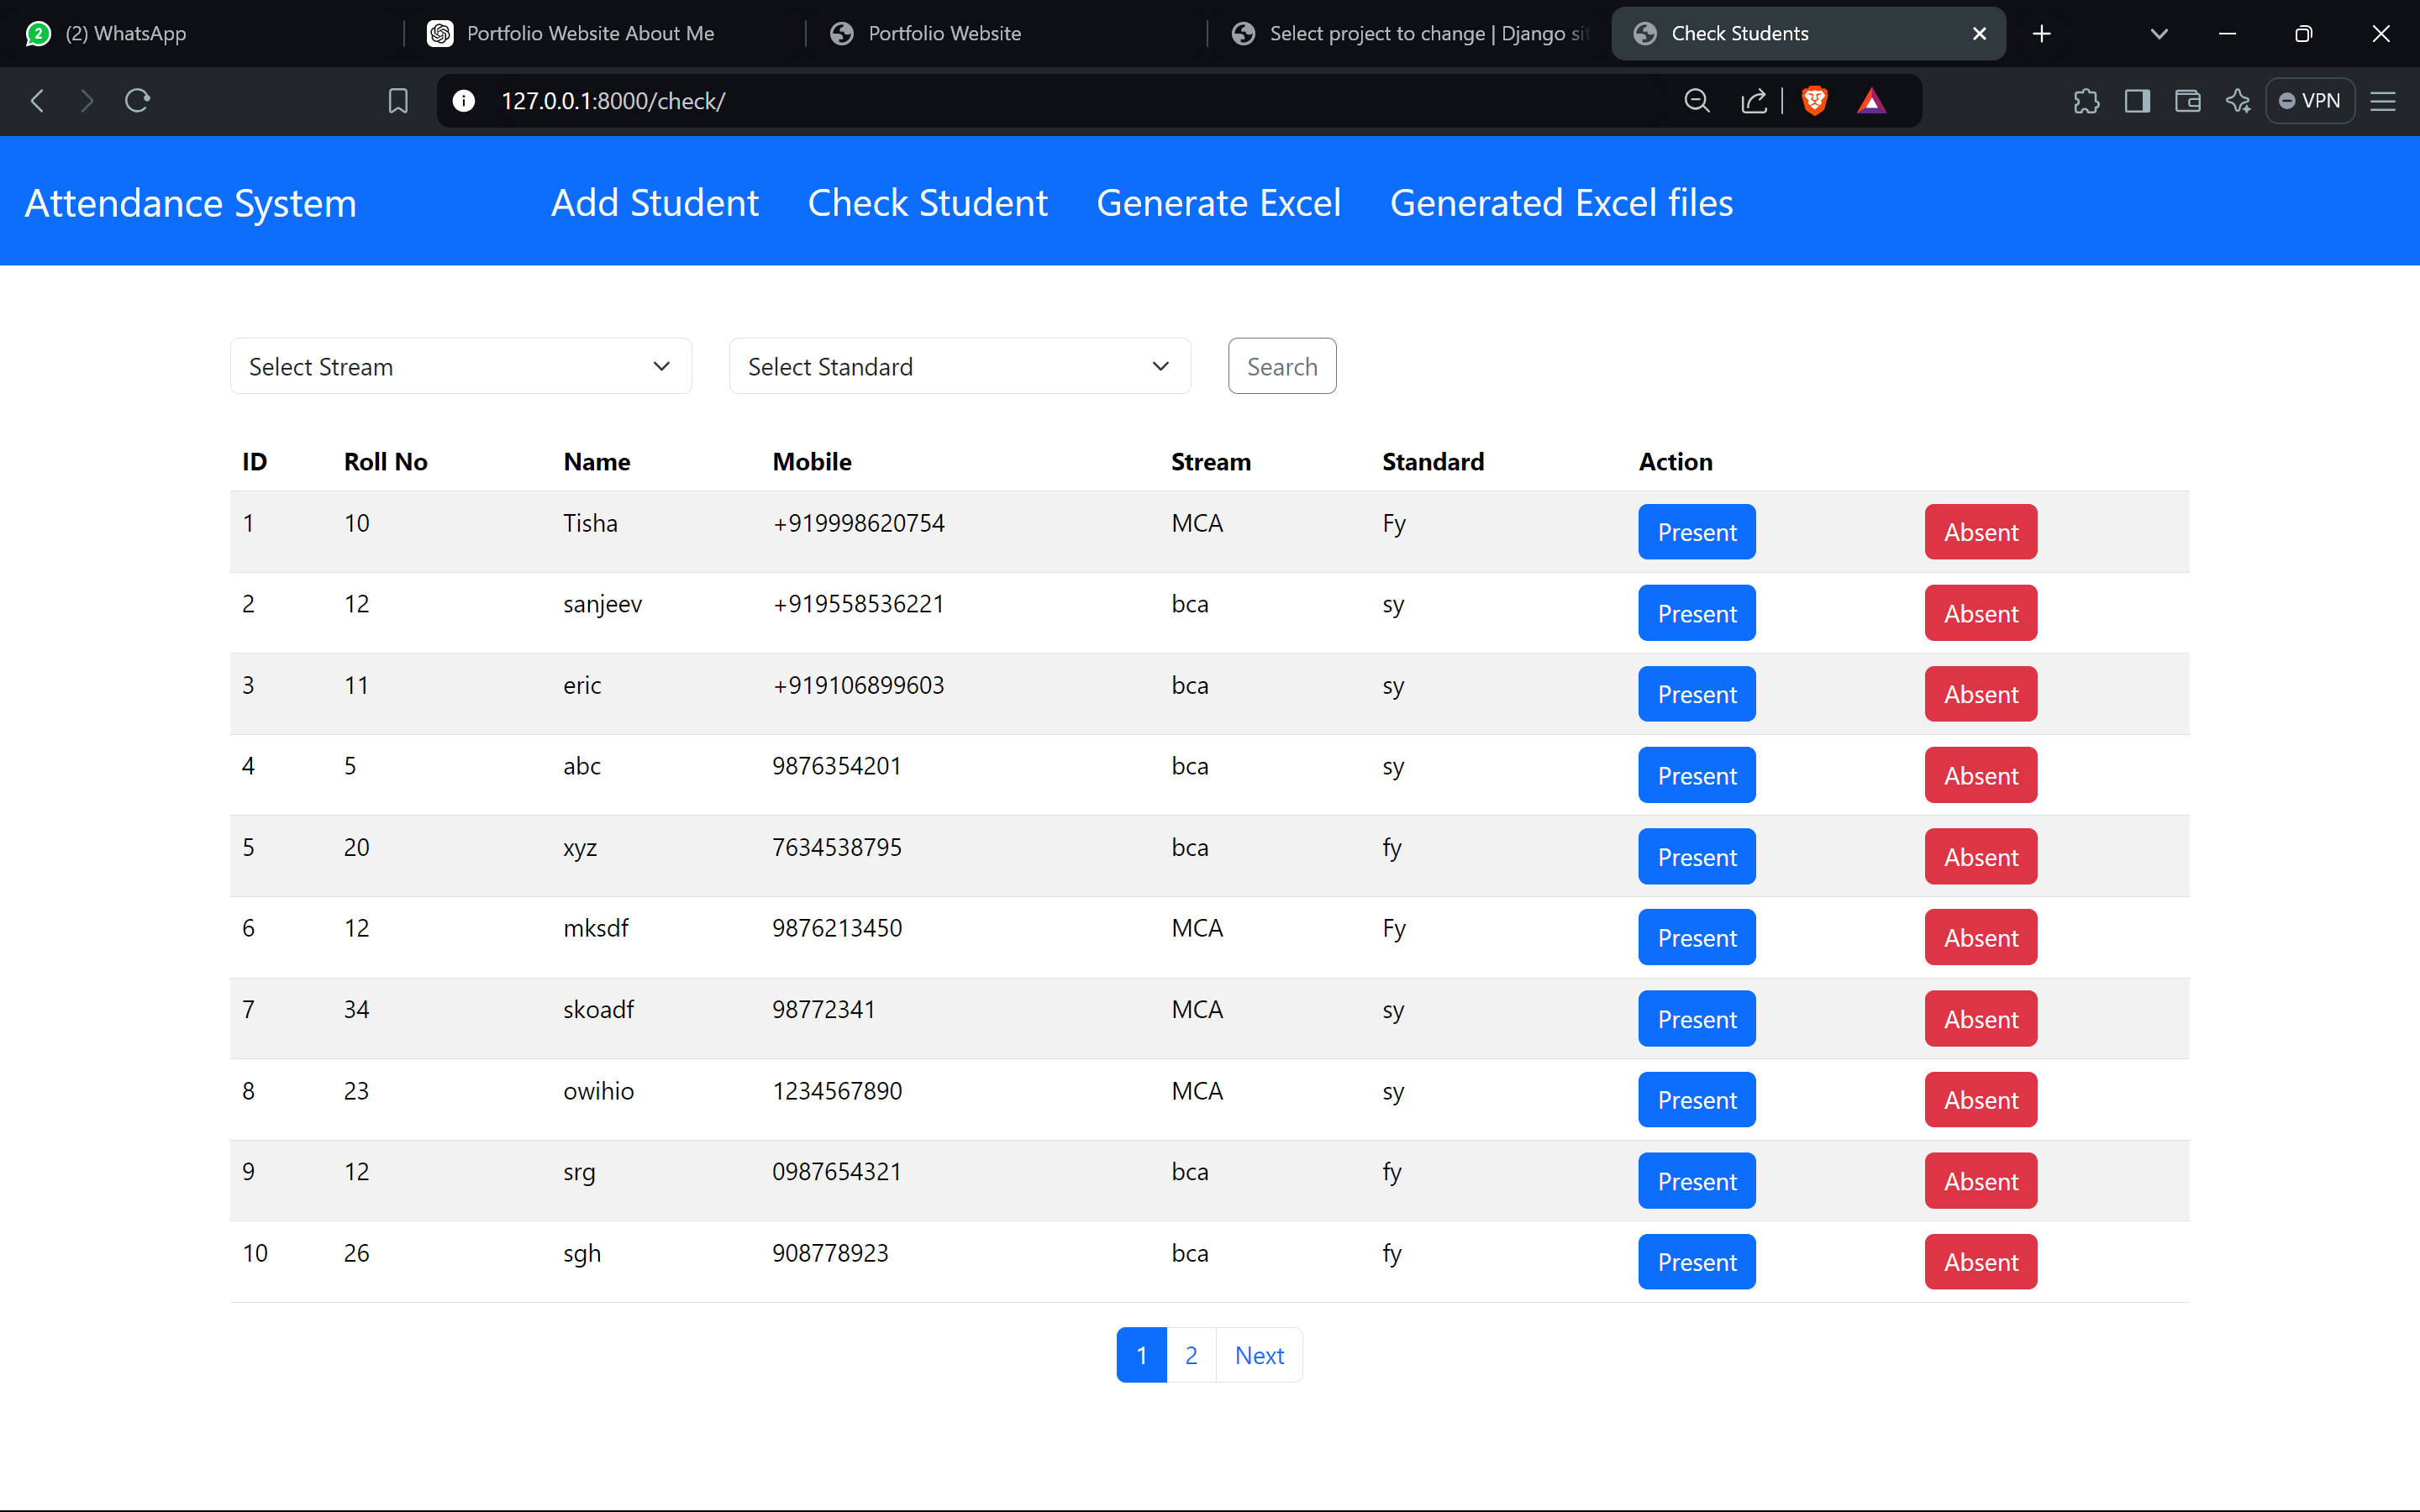 (2) WhatsApp Portfolio Website About Me Portfolio Website Select project to change | Django sit Check Students
127.0.0.1:8000/check/ VPN
Attendance System Add Student Check Student Generate Excel Generated Excel files
Select Stream Select Standard Search
ID Roll No Name Mobile Stream Standard Action
1 10 Tisha +919998620754 MCA Fy Present Absent
2 12 sanjeev +919558536221 bca sy Present Absent
3 11 eric +919106899603 bca sy Present Absent
4 5 abc 9876354201 bca sy Present Absent
5 20 xyz 7634538795 bca fy Present Absent
6 12 mksdf 9876213450 MCA Fy Present Absent
7 34 skoadf 98772341 MCA sy Present Absent
8 23 owihio 1234567890 MCA sy Present Absent
9 12 srg 0987654321 bca fy Present Absent
10 26 sgh 908778923 bca fy Present Absent
1 2 Next